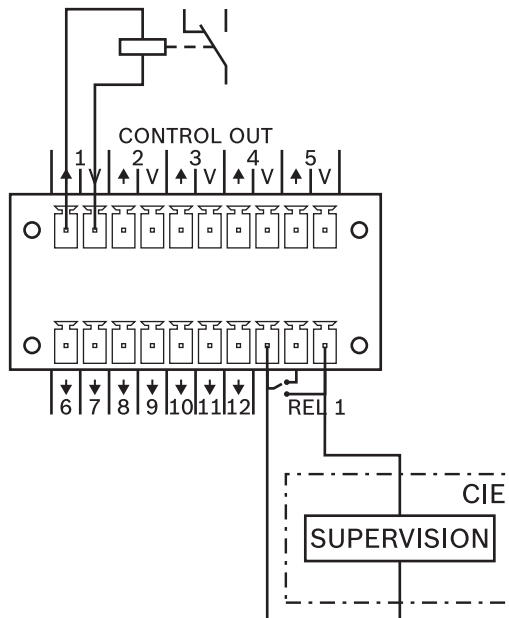 CONTROL OUT
1 2 3 4 5
V V V V V
6 7 8 9 10 11 12 REL 1
CIE
SUPERVISION